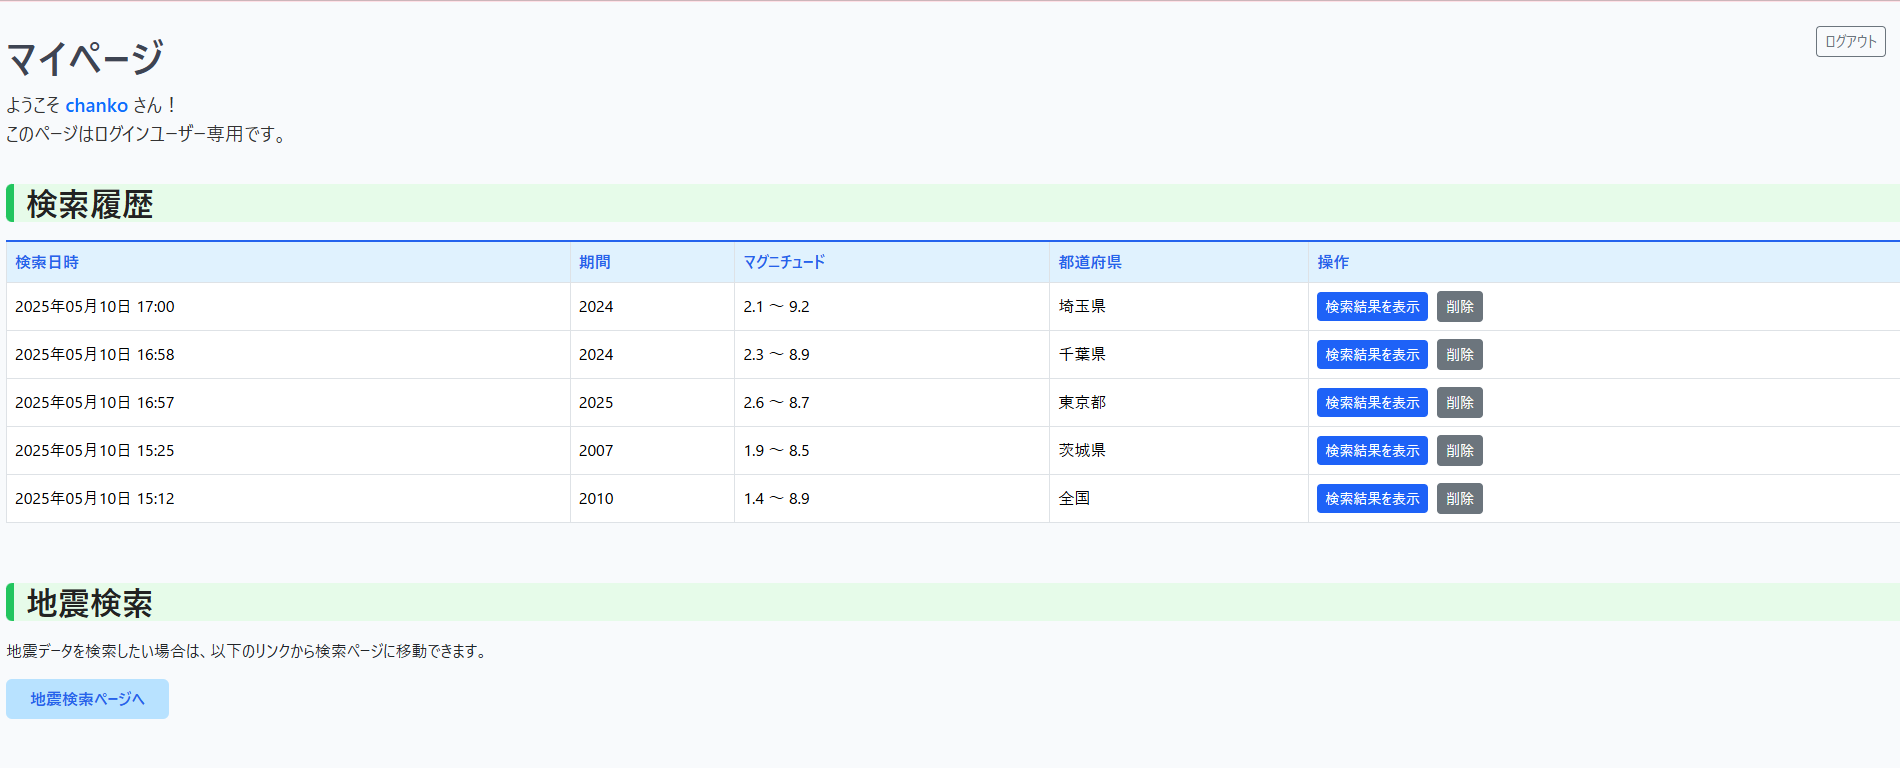 マイページ
ログアウト
ようこそ chanko さん！
このページはログインユーザー専用です。
検索履歴
検索日時 期間 マグニチュード 都道府県 操作
2025年05月10日 17:00 2024 2.1 ～ 9.2 埼玉県 検索結果を表示 削除
2025年05月10日 16:58 2024 2.3 ～ 8.9 千葉県 検索結果を表示 削除
2025年05月10日 16:57 2025 2.6 ～ 8.7 東京都 検索結果を表示 削除
2025年05月10日 15:25 2007 1.9 ～ 8.5 茨城県 検索結果を表示 削除
2025年05月10日 15:12 2010 1.4 ～ 8.9 全国 検索結果を表示 削除
地震検索
地震データを検索したい場合は、以下のリンクから検索ページに移動できます。
地震検索ページへ